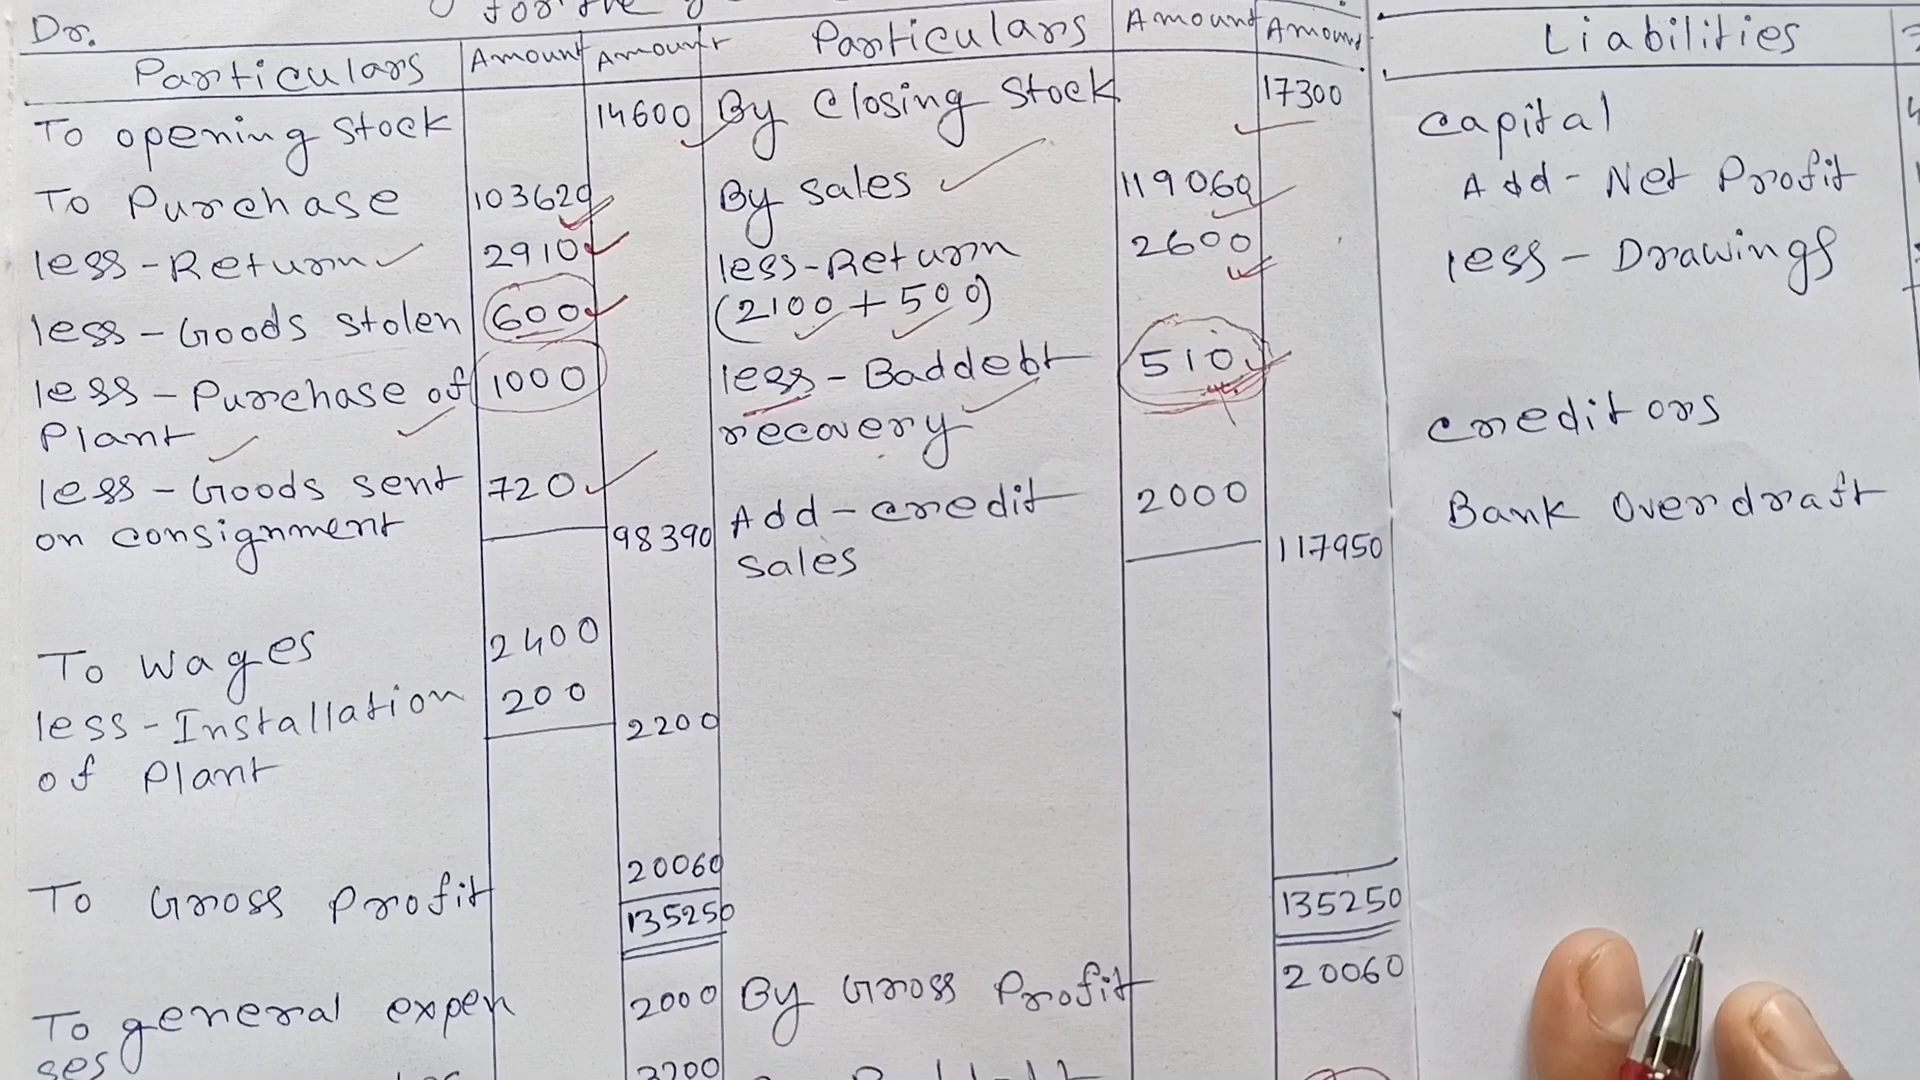 for the
Dr.
Particulars Amount Amount Particulars Amount Amount
To opening stock 14600 By Closing Stock 17300
To Purchase 103620 By sales 119060
less-Return 2910 less-Return 2600
less-Goods stolen 600 (2100 + 500)
less-Purchase of 1000 less-Baddebt 510
Plant recovery
less-Goods sent 720 Add-credit 2000
on consignment 98390 sales 117950
To wages 2400
less-Installation 200 2200
of Plant
To Gross Profit 20060
135250 135250
To general expen 2000 By Gross Profit 20060
ses
Liabilities
capital
Add-Net Profit
less-Drawings
creditors
Bank Overdraft